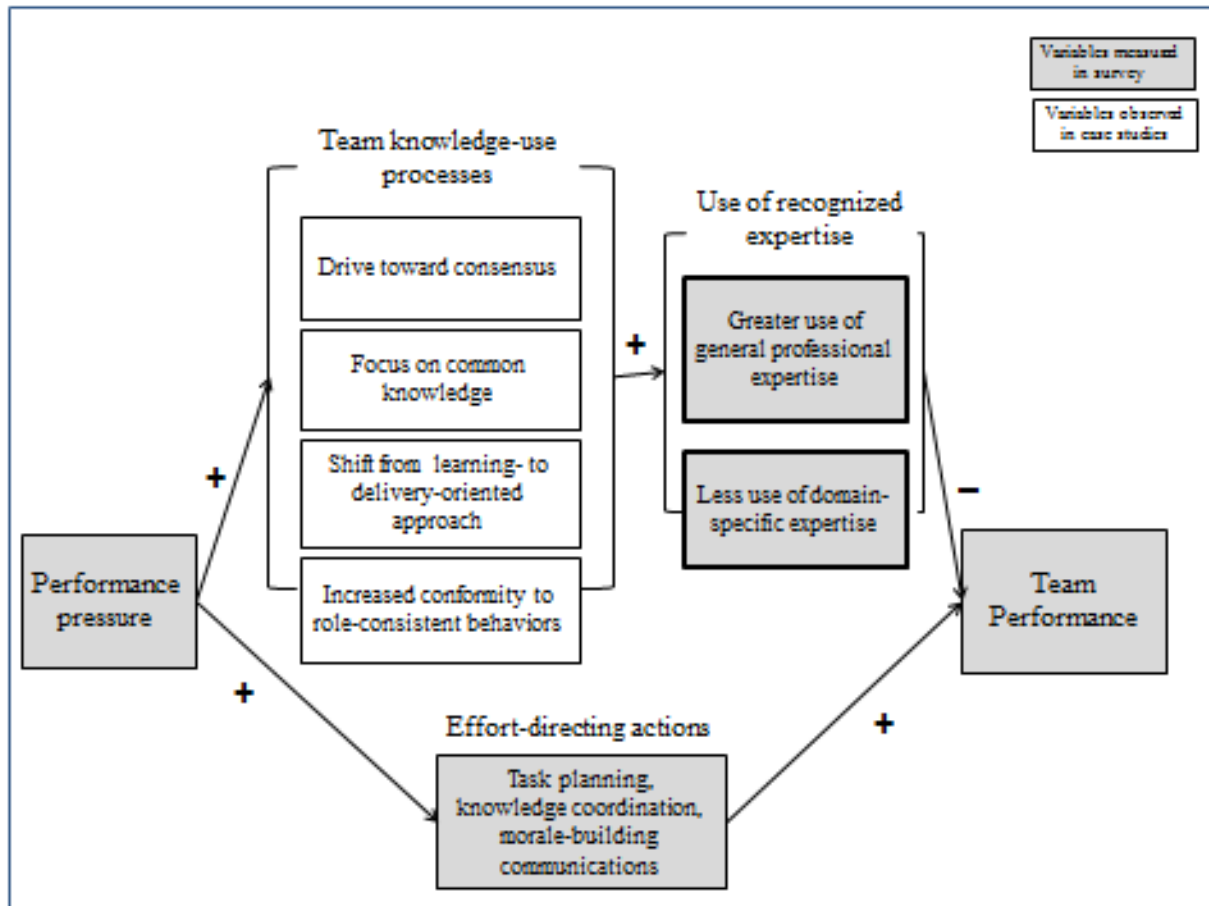 Variables measured
in survey
Variables observed
in case studies
Team knowledge-use
processes
Drive toward consensus
Focus on common
knowledge
Shift from learning- to
delivery-oriented
approach
Increased conformity to
role-consistent behaviors
+
Use of recognized
expertise
Greater use of
general professional
expertise
Less use of domain-
specific expertise
+
–
Performance
pressure
Team
Performance
+
+
Effort-directing actions
Task planning,
knowledge coordination,
morale-building
communications